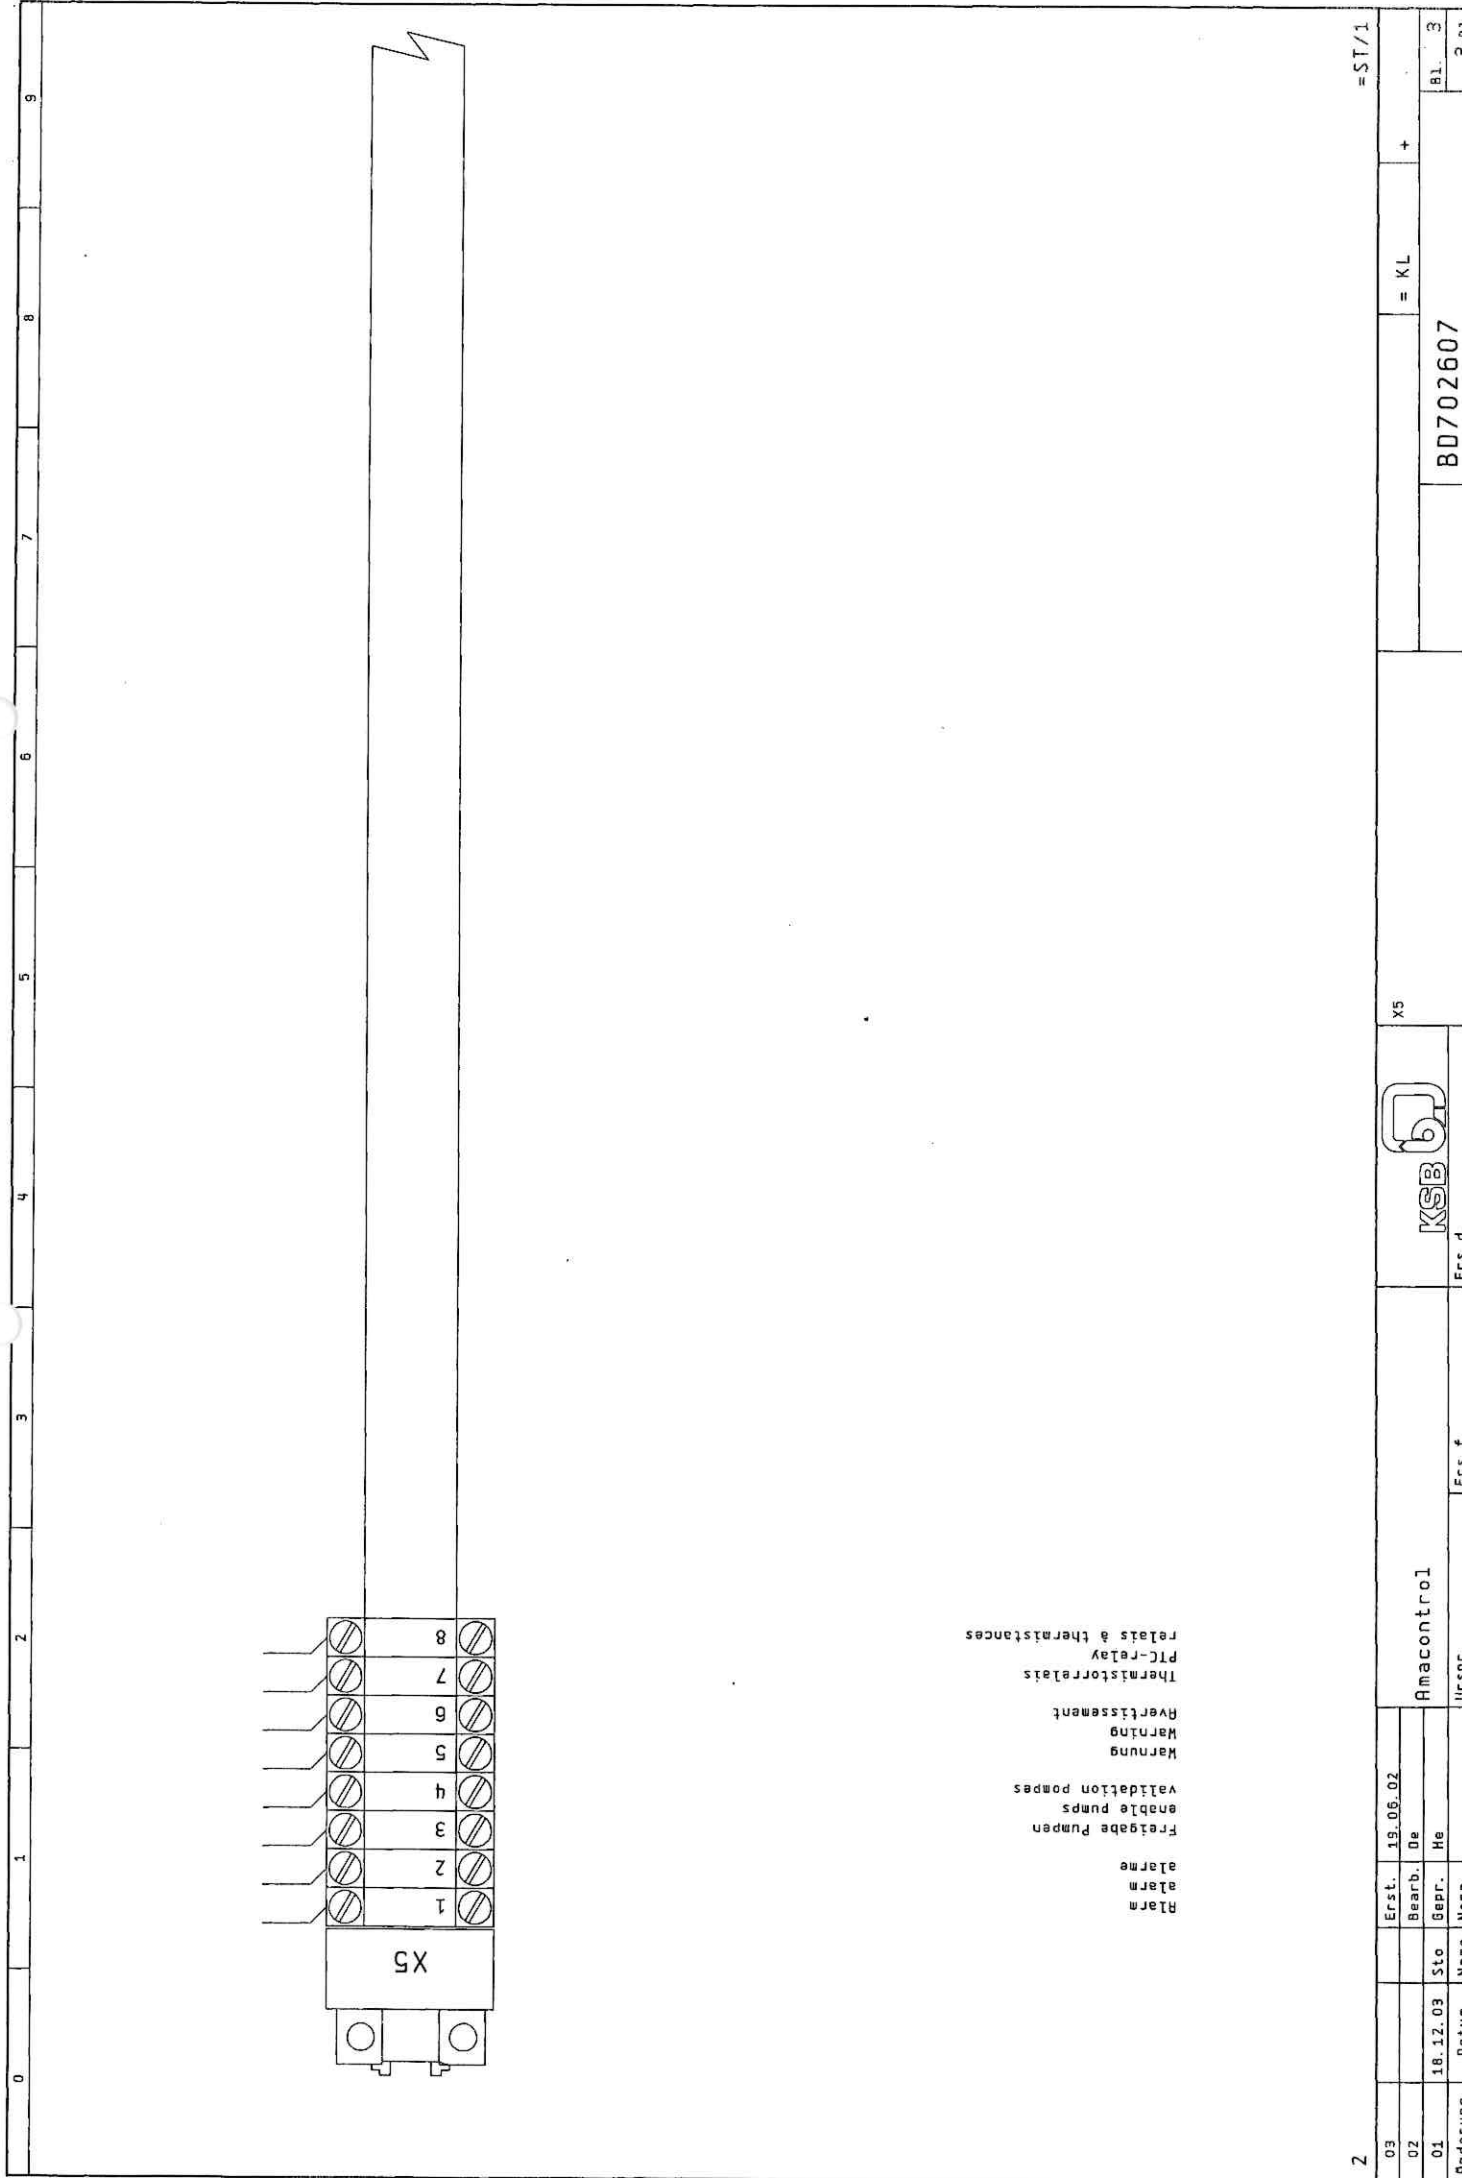 0 1 2 3 4 5 6 7 8 9
X5
1 2 3 4 5 6 7 8
Alarm
alarm
alarme
Freigabe Pumpen
enable pumps
validation pompes
Warnung
Warning
Avertissement
Thermistorrelais
PTC-relay
relais à thermistances
2
=ST/1
03
02
01 18.12.03 Sto
Erst. 19.06.02
Bearb. De
Gepr. He
Amacontrol
KSB
X5
= KL
+
BD702607
Bl. 3